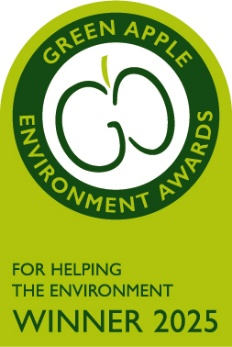 GREEN APPLE
ENVIRONMENT AWARDS
FOR HELPING
THE ENVIRONMENT
WINNER 2025